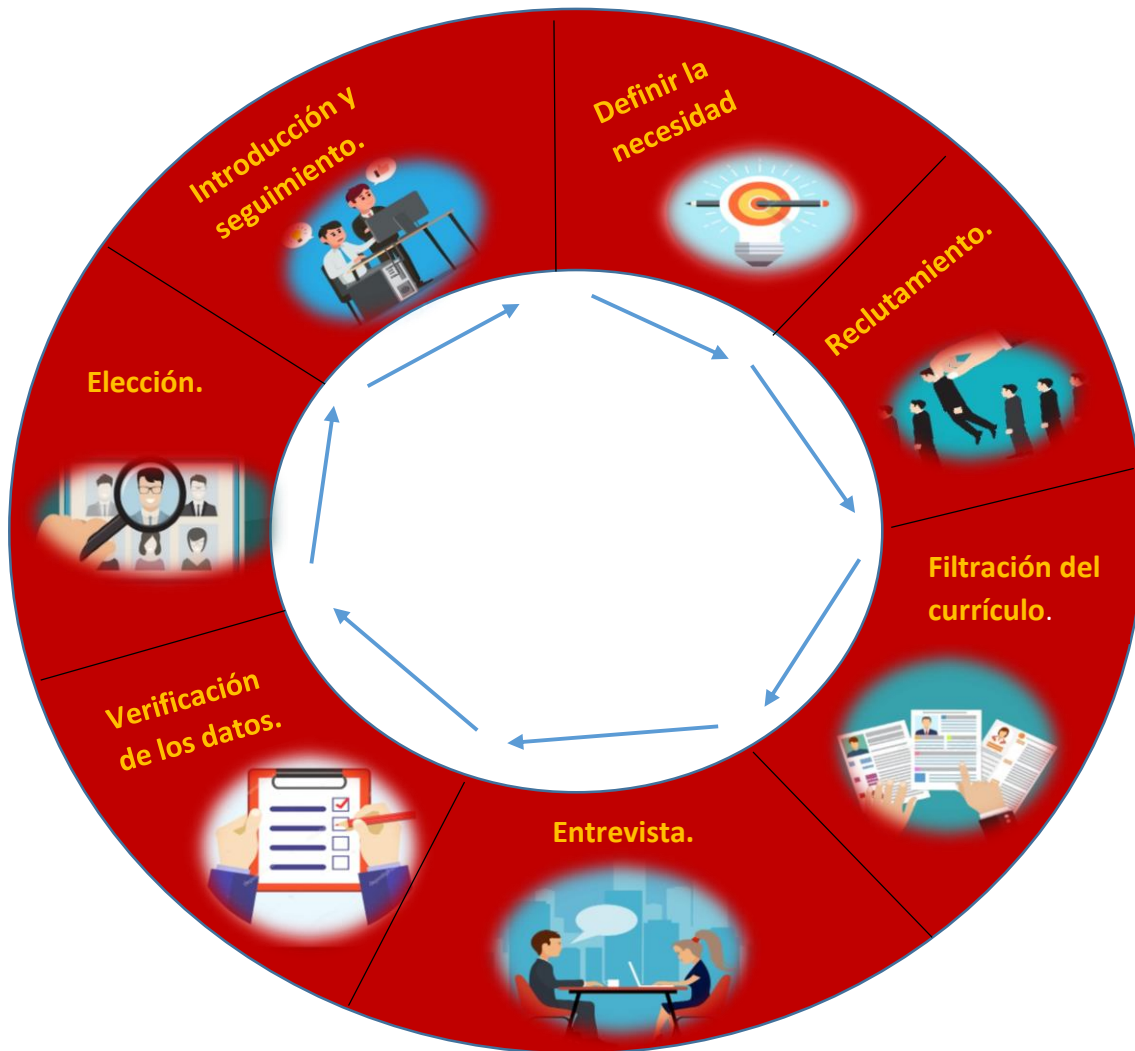 Definir la
necesidad
Reclutamiento.
Filtración del
currículo.
Entrevista.
Verificación
de los datos.
Elección.
Introducción y
seguimiento.